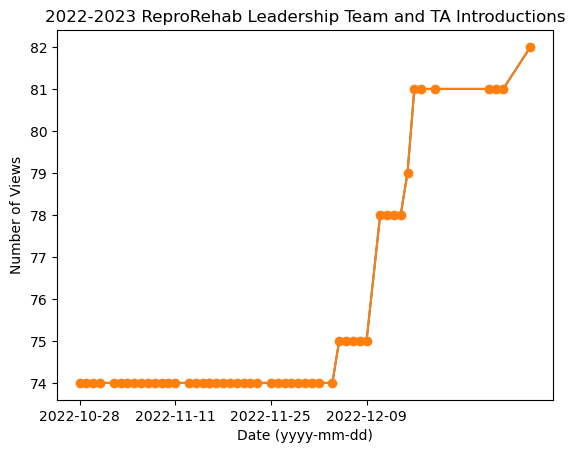 2022-2023 ReproRehab Leadership Team and TA Introductions
82
81
80
79
78
77
76
75
74
Number of Views
2022-10-28 2022-11-11 2022-11-25 2022-12-09
Date (yyyy-mm-dd)